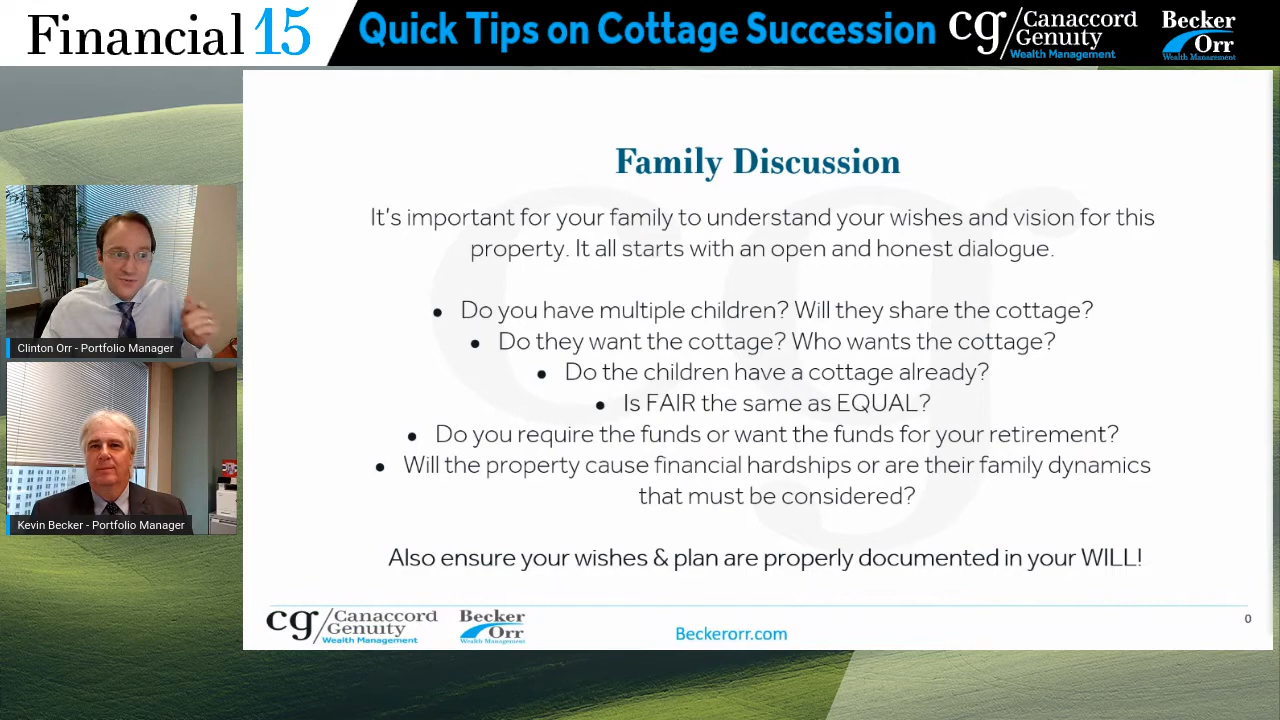 Financial 15
Quick Tips on Cottage Succession
cg/Canaccord
Genuity
Wealth Management
Becker
Orr
Wealth Management
Family Discussion
It's important for your family to understand your wishes and vision for this
property. It all starts with an open and honest dialogue.
• Do you have multiple children? Will they share the cottage?
• Do they want the cottage? Who wants the cottage?
• Do the children have a cottage already?
• Is FAIR the same as EQUAL?
• Do you require the funds or want the funds for your retirement?
• Will the property cause financial hardships or are their family dynamics
that must be considered?
Also ensure your wishes & plan are properly documented in your WILL!
Clinton Orr - Portfolio Manager
Kevin Becker - Portfolio Manager
cg/Canaccord
Genuity
Wealth Management
Becker
Orr
Wealth Management
Beckerorr.com
0